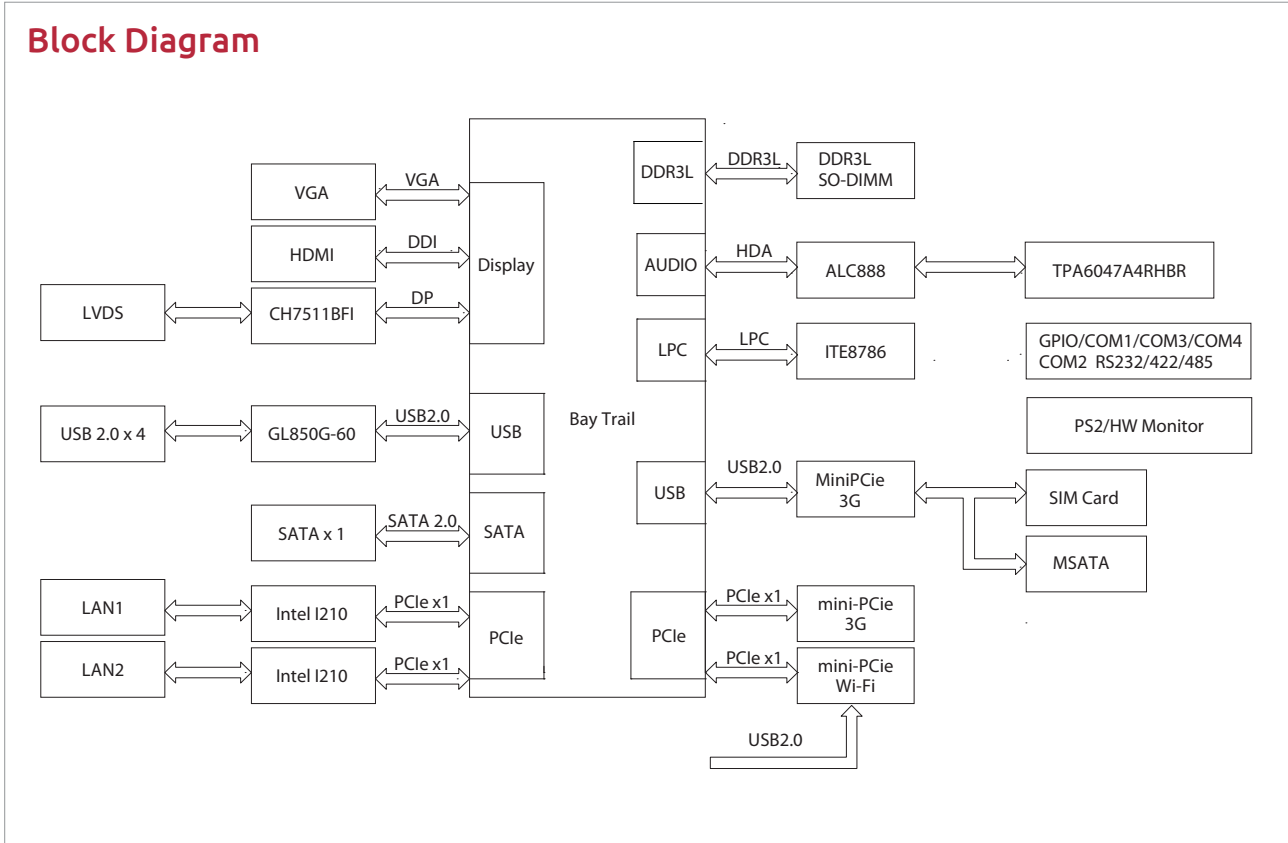 Block Diagram
VGA
VGA
HDMI
DDI
Display
LVDS
CH7511BFI
DP
USB 2.0 x 4
GL850G-60
USB2.0
USB
SATA x 1
SATA 2.0
SATA
LAN1
Intel I210
PCIe x1
PCIe
LAN2
Intel I210
PCIe x1
Bay Trail
DDR3L
DDR3L
DDR3L
SO-DIMM
AUDIO
HDA
ALC888
TPA6047A4RHBR
LPC
LPC
ITE8786
GPIO/COM1/COM3/COM4
COM2 RS232/422/485
PS2/HW Monitor
USB
USB2.0
MiniPCie
3G
SIM Card
MSATA
PCIe
PCIe x1
mini-PCie
3G
PCIe x1
mini-PCie
Wi-Fi
USB2.0